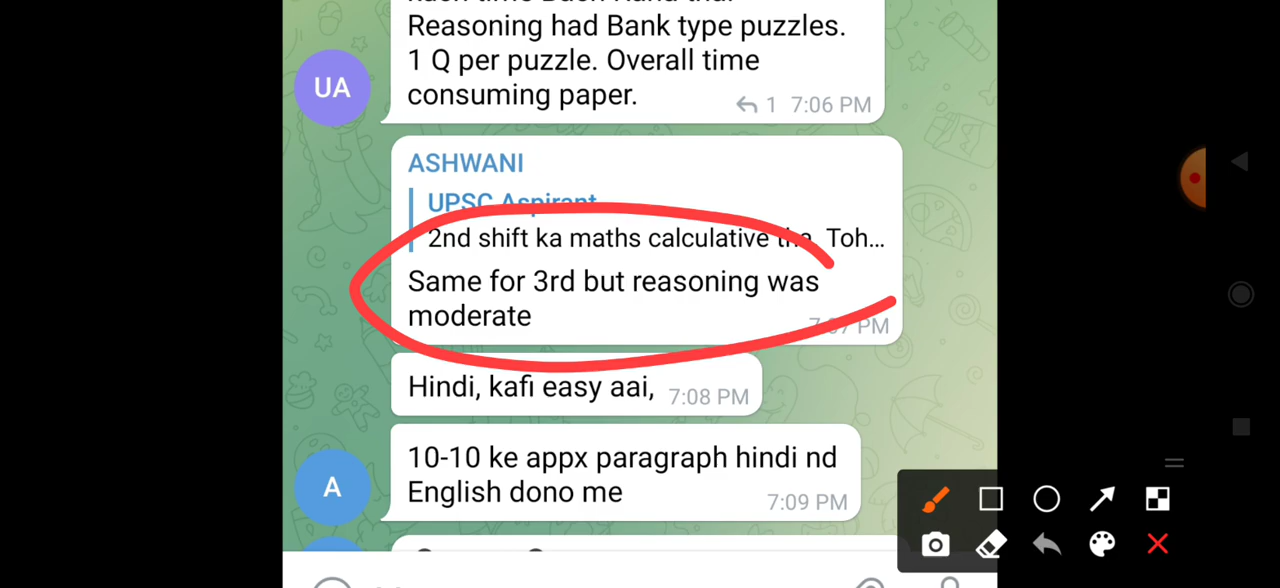 Reasoning had Bank type puzzles.
1 Q per puzzle. Overall time
consuming paper.
1 7:06 PM
UA
ASHWANI
UPSC Aspirant
2nd shift ka maths calculative tha. Toh...
Same for 3rd but reasoning was
moderate
7:07 PM
Hindi, kafi easy aai,
7:08 PM
10-10 ke appx paragraph hindi nd
English dono me
7:09 PM
A